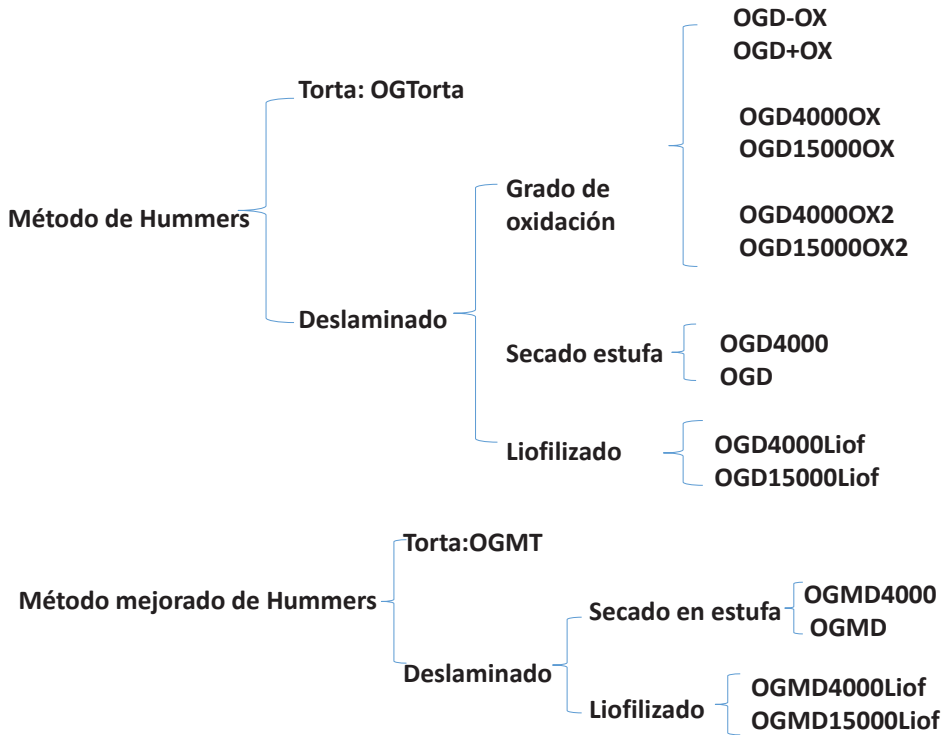 Método de Hummers
Torta: OGTorta
Deslaminado
Grado de
oxidación
OGD-OX
OGD+OX
OGD4000OX
OGD15000OX
OGD4000OX2
OGD15000OX2
Secado estufa
OGD4000
OGD
Liofilizado
OGD4000Liof
OGD15000Liof
Método mejorado de Hummers
Torta:OGMT
Deslaminado
Secado en estufa
OGMD4000
OGMD
Liofilizado
OGMD4000Liof
OGMD15000Liof